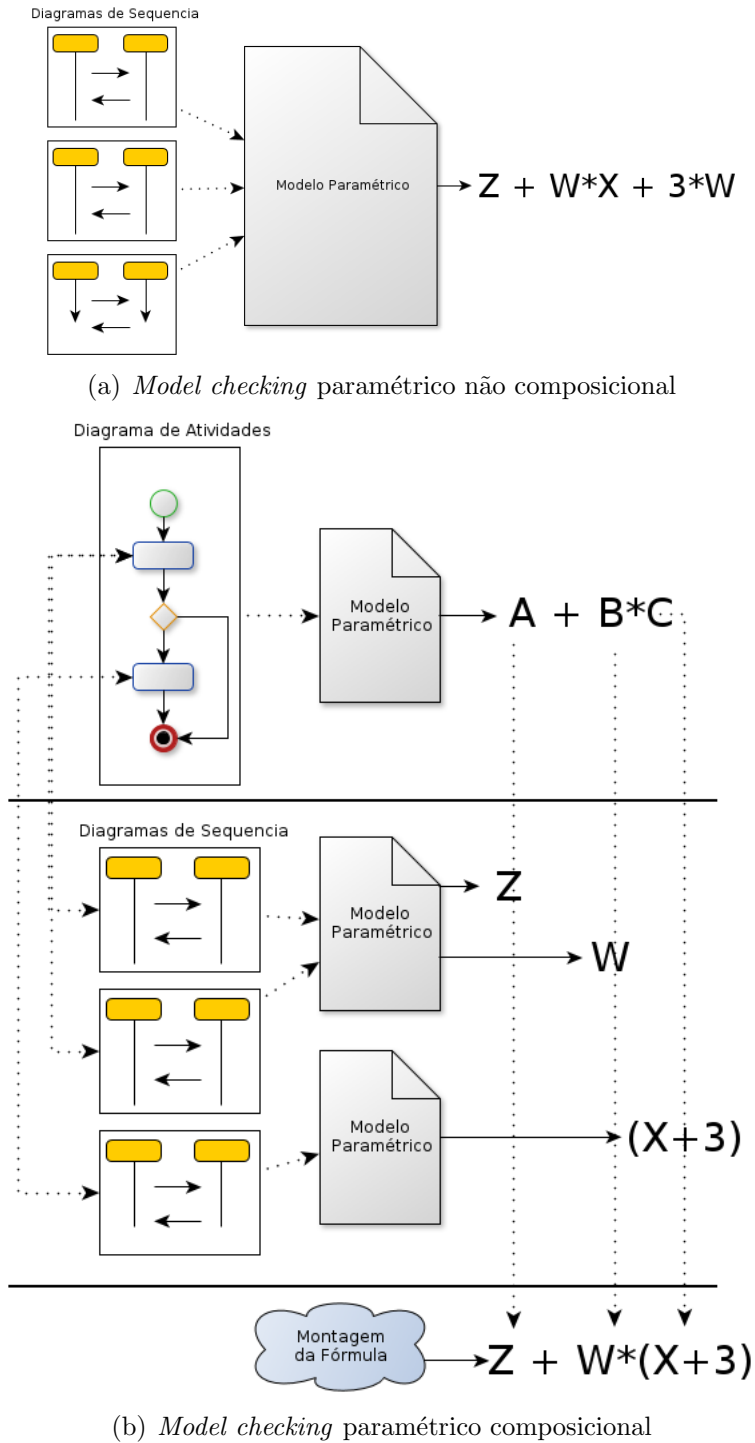 Diagramas de Sequencia
Modelo Paramétrico
Z + W*X + 3*W
(a) Model checking paramétrico não composicional
Diagrama de Atividades
Modelo
Paramétrico
A + B*C
Diagramas de Sequencia
Modelo
Paramétrico
Z
W
Modelo
Paramétrico
(X+3)
Montagem
da Fórmula
Z + W*(X+3)
(b) Model checking paramétrico composicional